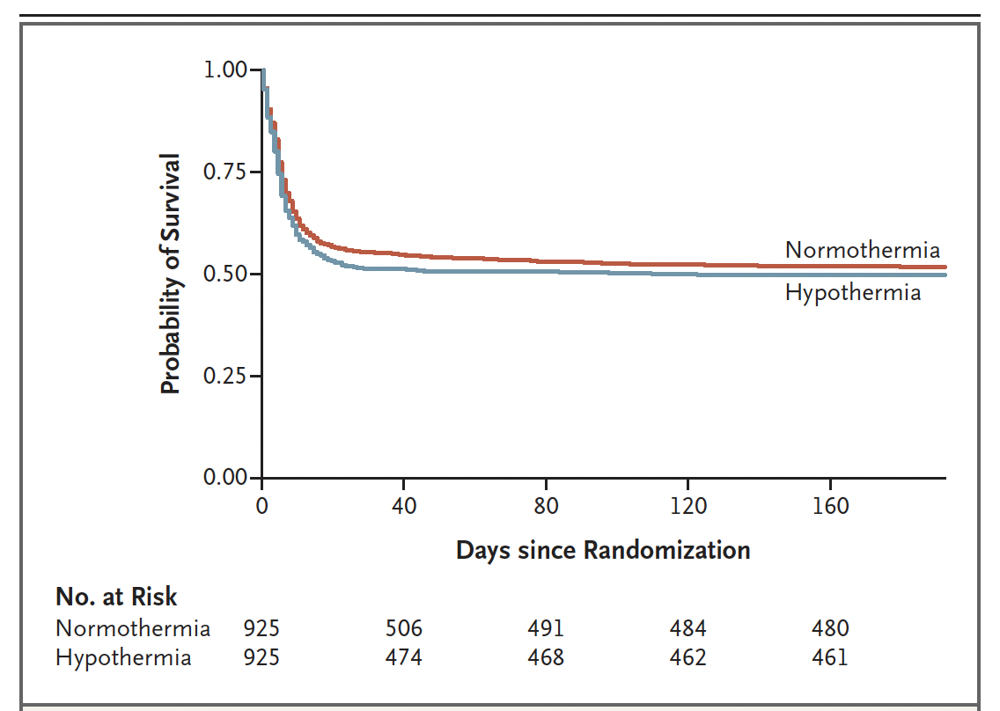 1.00
0.75
0.50
0.25
0.00
Probability of Survival
Normothermia
Hypothermia
0 40 80 120 160
Days since Randomization
No. at Risk
Normothermia 925 506 491 484 480
Hypothermia 925 474 468 462 461